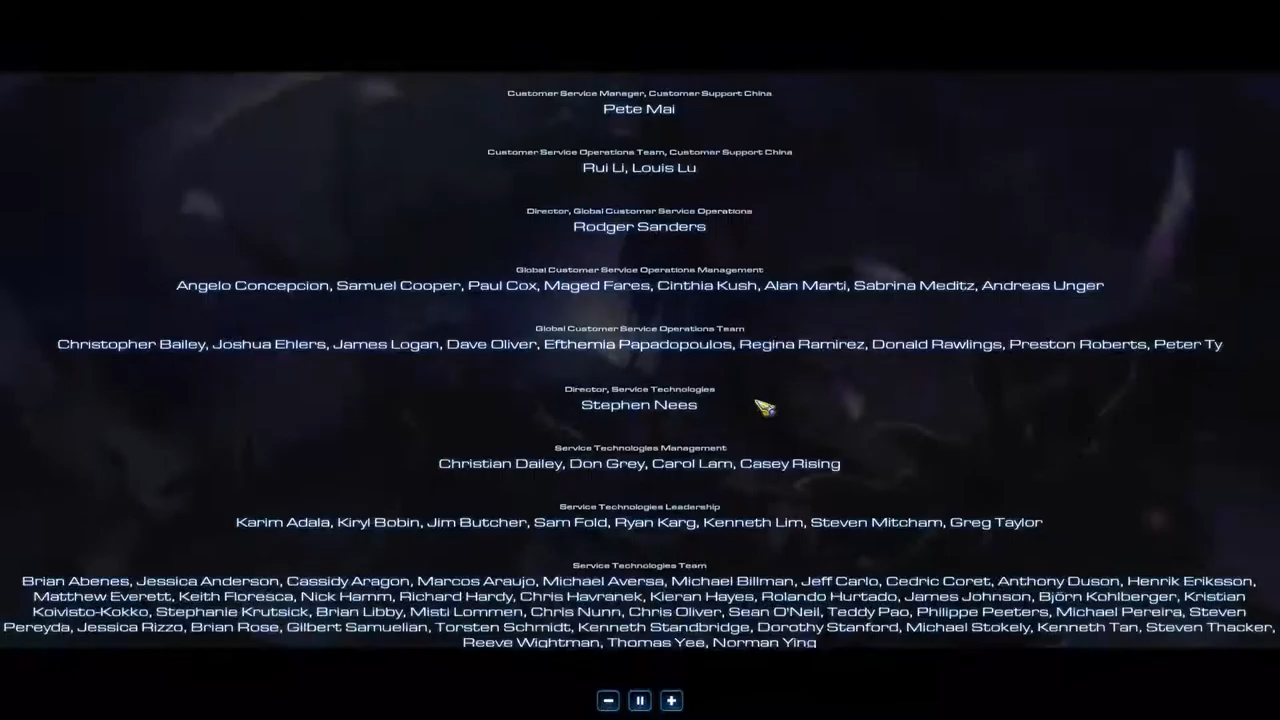 Customer Service Manager, Customer Support China
Pete Mai
Customer Service Operations Team, Customer Support China
Rui Li, Louis Lu
Director, Global Customer Service Operations
Rodger Sanders
Global Customer Service Operations Management
Angelo Concepcion, Samuel Cooper, Paul Cox, Maged Fares, Cinthia Kush, Alan Marti, Sabrina Meditz, Andreas Unger
Global Customer Service Operations Team
Christopher Bailey, Joshua Ehlers, James Logan, Dave Oliver, Efthemia Papadopoulos, Regina Ramirez, Donald Rawlings, Preston Roberts, Peter Ty
Director, Service Technologies
Stephen Nees
Service Technologies Management
Christian Dailey, Don Grey, Carol Lam, Casey Rising
Service Technologies Leadership
Karim Adala, Kiryl Bobin, Jim Butcher, Sam Fold, Ryan Karg, Kenneth Lim, Steven Mitcham, Greg Taylor
Service Technologies Team
Brian Abenes, Jessica Anderson, Cassidy Aragon, Marcos Araujo, Michael Aversa, Michael Billman, Jeff Carlo, Cedric Coret, Anthony Duson, Henrik Eriksson,
Matthew Everett, Keith Floresca, Nick Hamm, Richard Hardy, Chris Havranek, Kieran Hayes, Rolando Hurtado, James Johnson, Björn Kohlberger, Kristian
Koivisto-Kokko, Stephanie Krutsick, Brian Libby, Misti Lommen, Chris Nunn, Chris Oliver, Sean O'Neil, Teddy Pao, Philippe Peeters, Michael Pereira, Steven
Pereyda, Jessica Rizzo, Brian Rose, Gilbert Samuelian, Torsten Schmidt, Kenneth Standbridge, Dorothy Stanford, Michael Stokely, Kenneth Tan, Steven Thacker,
Reeve Wightman, Thomas Yee, Norman Ying